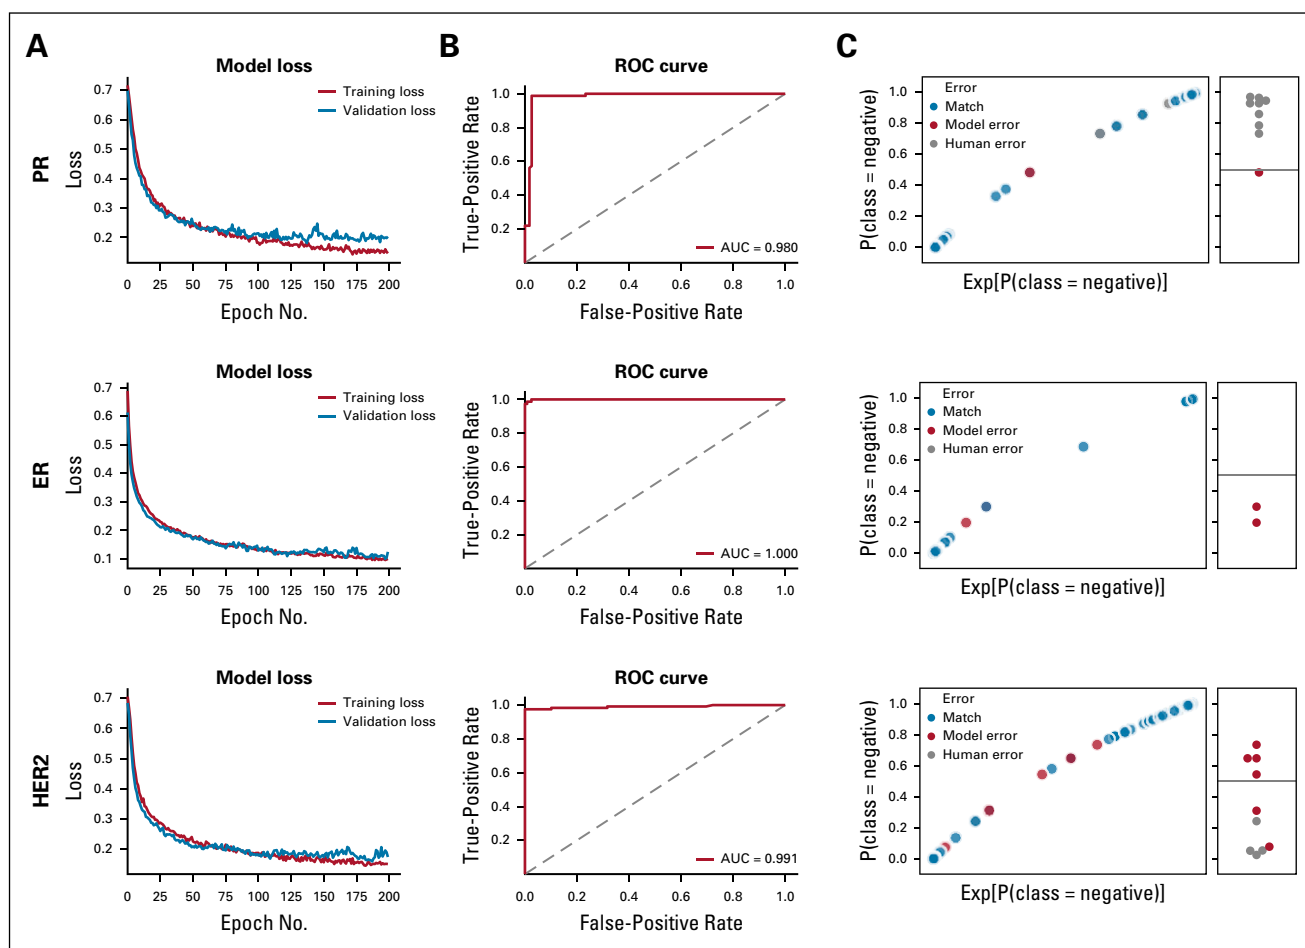 A
B
C
PR
Model loss
Training loss
Validation loss
0.7
0.6
0.5
0.4
0.3
0.2
Loss
0 25 50 75 100 125 150 175 200
Epoch No.
ROC curve
1.0
0.8
0.6
0.4
0.2
True-Positive Rate
AUC = 0.980
0.0 0.2 0.4 0.6 0.8 1.0
False-Positive Rate
Error
Match
Model error
Human error
1.0
0.8
0.6
0.4
0.2
0.0
P(class = negative)
Exp[P(class = negative)]
ER
Model loss
Training loss
Validation loss
0.7
0.6
0.5
0.4
0.3
0.2
0.1
Loss
0 25 50 75 100 125 150 175 200
Epoch No.
ROC curve
1.0
0.8
0.6
0.4
0.2
True-Positive Rate
AUC = 1.000
0.0 0.2 0.4 0.6 0.8 1.0
False-Positive Rate
Error
Match
Model error
Human error
1.0
0.8
0.6
0.4
0.2
0.0
P(class = negative)
Exp[P(class = negative)]
HER2
Model loss
Training loss
Validation loss
0.7
0.6
0.5
0.4
0.3
0.2
Loss
0 25 50 75 100 125 150 175 200
Epoch No.
ROC curve
1.0
0.8
0.6
0.4
0.2
True-Positive Rate
AUC = 0.991
0.0 0.2 0.4 0.6 0.8 1.0
False-Positive Rate
Error
Match
Model error
Human error
1.0
0.8
0.6
0.4
0.2
0.0
P(class = negative)
Exp[P(class = negative)]